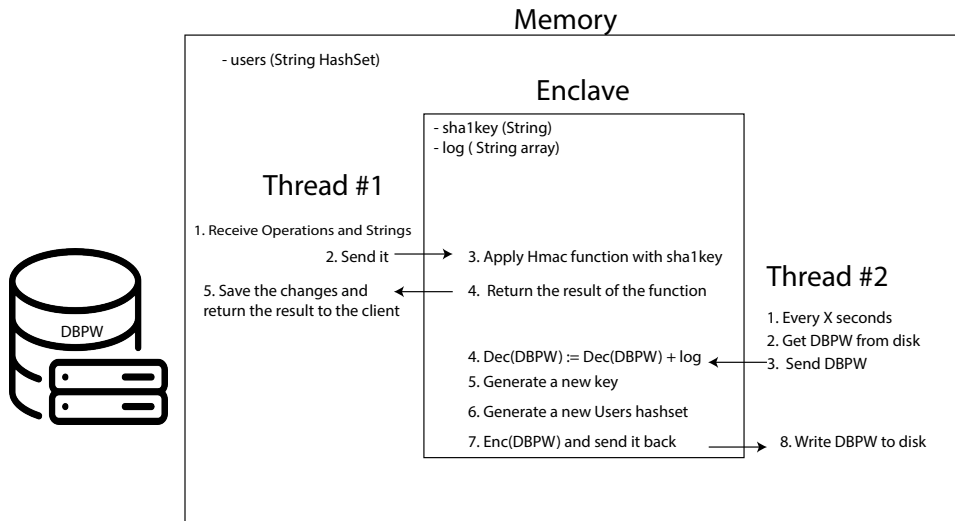 Memory
- users (String HashSet)
Enclave
- sha1key (String)
- log ( String array)
Thread #1
1. Receive Operations and Strings
2. Send it
3. Apply Hmac function with sha1key
4. Return the result of the function
5. Save the changes and
return the result to the client
Thread #2
1. Every X seconds
2. Get DBPW from disk
3. Send DBPW
4. Dec(DBPW) := Dec(DBPW) + log
5. Generate a new key
6. Generate a new Users hashset
7. Enc(DBPW) and send it back
8. Write DBPW to disk
DBPW